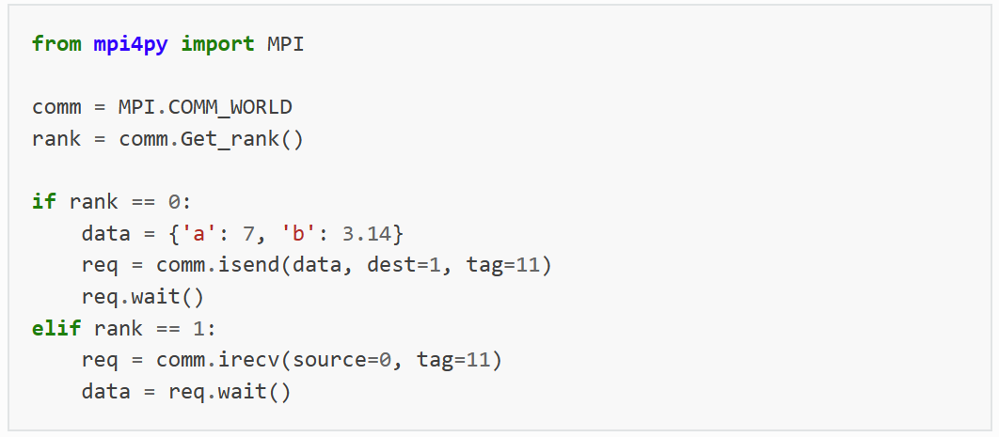 from mpi4py import MPI

comm = MPI.COMM_WORLD
rank = comm.Get_rank()

if rank == 0:
    data = {'a': 7, 'b': 3.14}
    req = comm.isend(data, dest=1, tag=11)
    req.wait()
elif rank == 1:
    req = comm.irecv(source=0, tag=11)
    data = req.wait()